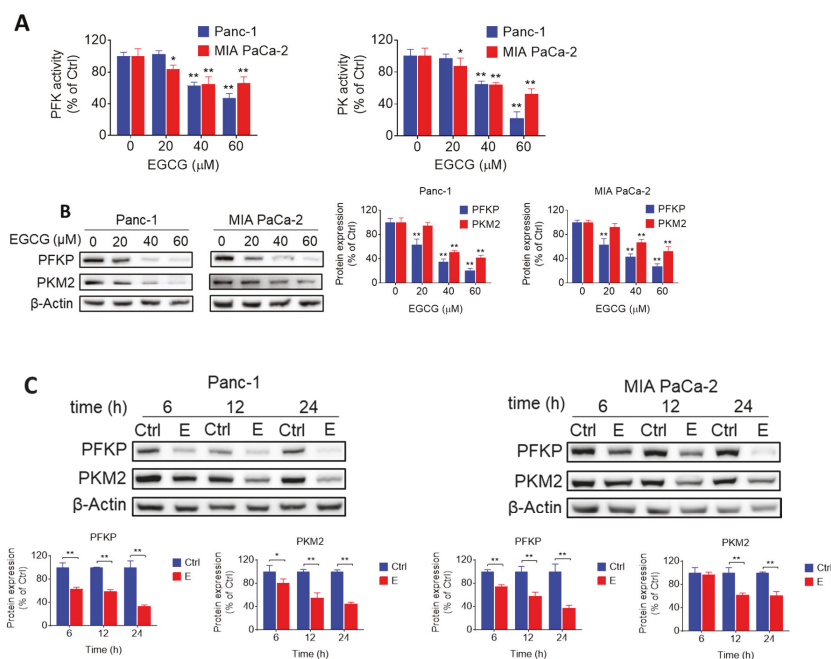 A
Panc-1
MIA PaCa-2
PFK activity
(% of Ctrl)
120
80
40
0
*
** **
** **
0 20 40 60
EGCG (μM)
Panc-1
MIA PaCa-2
PK activity
(% of Ctrl)
120
80
40
0
*
** **
** **
0 20 40 60
EGCG (μM)
B
Panc-1 MIA PaCa-2
EGCG (μM) 0 20 40 60 0 20 40 60
PFKP
PKM2
β-Actin
Panc-1
PFKP
PKM2
Protein expression
(% of Ctrl)
120
80
40
0
**
** **
** **
0 20 40 60
EGCG (μM)
MIA PaCa-2
PFKP
PKM2
Protein expression
(% of Ctrl)
120
80
40
0
**
** **
** **
0 20 40 60
EGCG (μM)
C
Panc-1
time (h) 6 12 24
Ctrl E Ctrl E Ctrl E
PFKP
PKM2
β-Actin
MIA PaCa-2
time (h) 6 12 24
Ctrl E Ctrl E Ctrl E
PFKP
PKM2
β-Actin
PFKP
Ctrl
E
Protein expression
(% of Ctrl)
120
80
40
0
** ** **
6 12 24
Time (h)
PKM2
Ctrl
E
Protein expression
(% of Ctrl)
120
80
40
0
* ** **
6 12 24
Time (h)
PFKP
Ctrl
E
Protein expression
(% of Ctrl)
120
80
40
0
** ** **
6 12 24
Time (h)
PKM2
Ctrl
E
Protein expression
(% of Ctrl)
120
80
40
0
** **
6 12 24
Time (h)